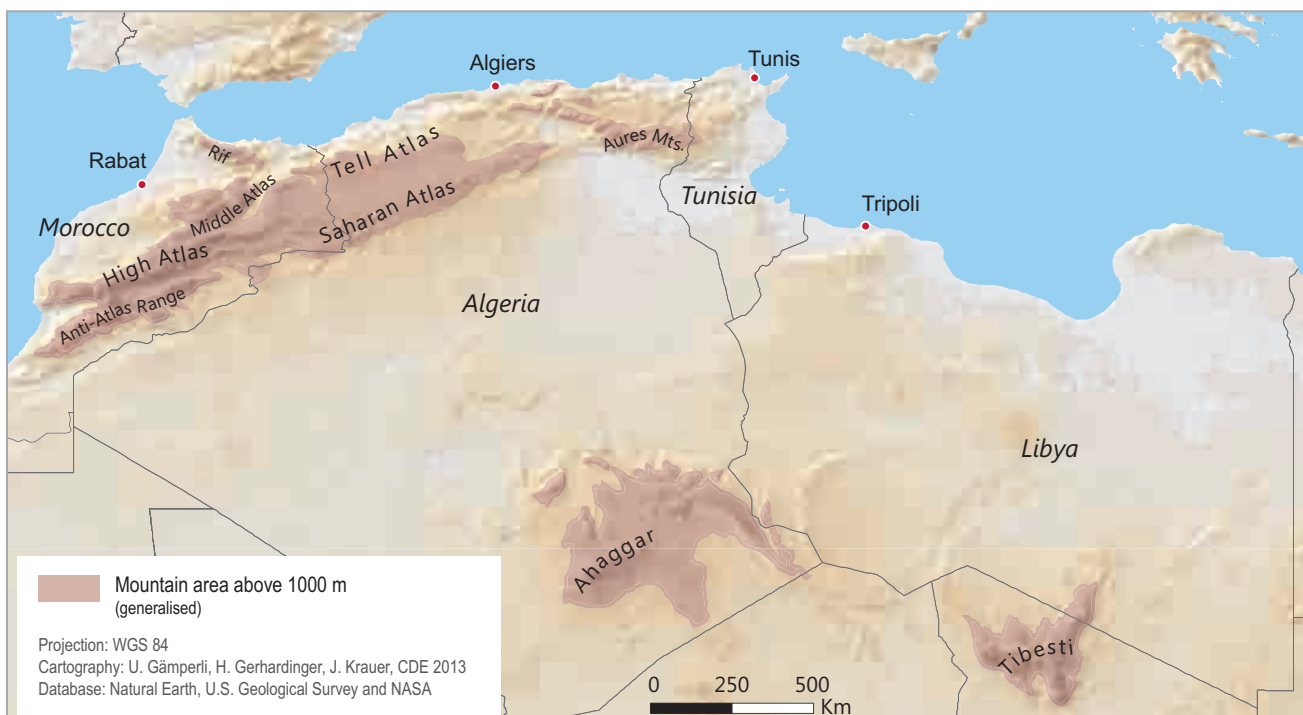 Algiers
Tunis
Rabat
Rif
Tell Atlas
Aures Mts.
Middle Atlas
Saharan Atlas
Tunisia
Tripoli
Morocco
High Atlas
Anti-Atlas Range
Algeria
Libya
Ahaggar
Tibesti
Mountain area above 1000 m
(generalised)
Projection: WGS 84
Cartography: U. Gämperli, H. Gerhardinger, J. Krauer, CDE 2013
Database: Natural Earth, U.S. Geological Survey and NASA
0 250 500
Km